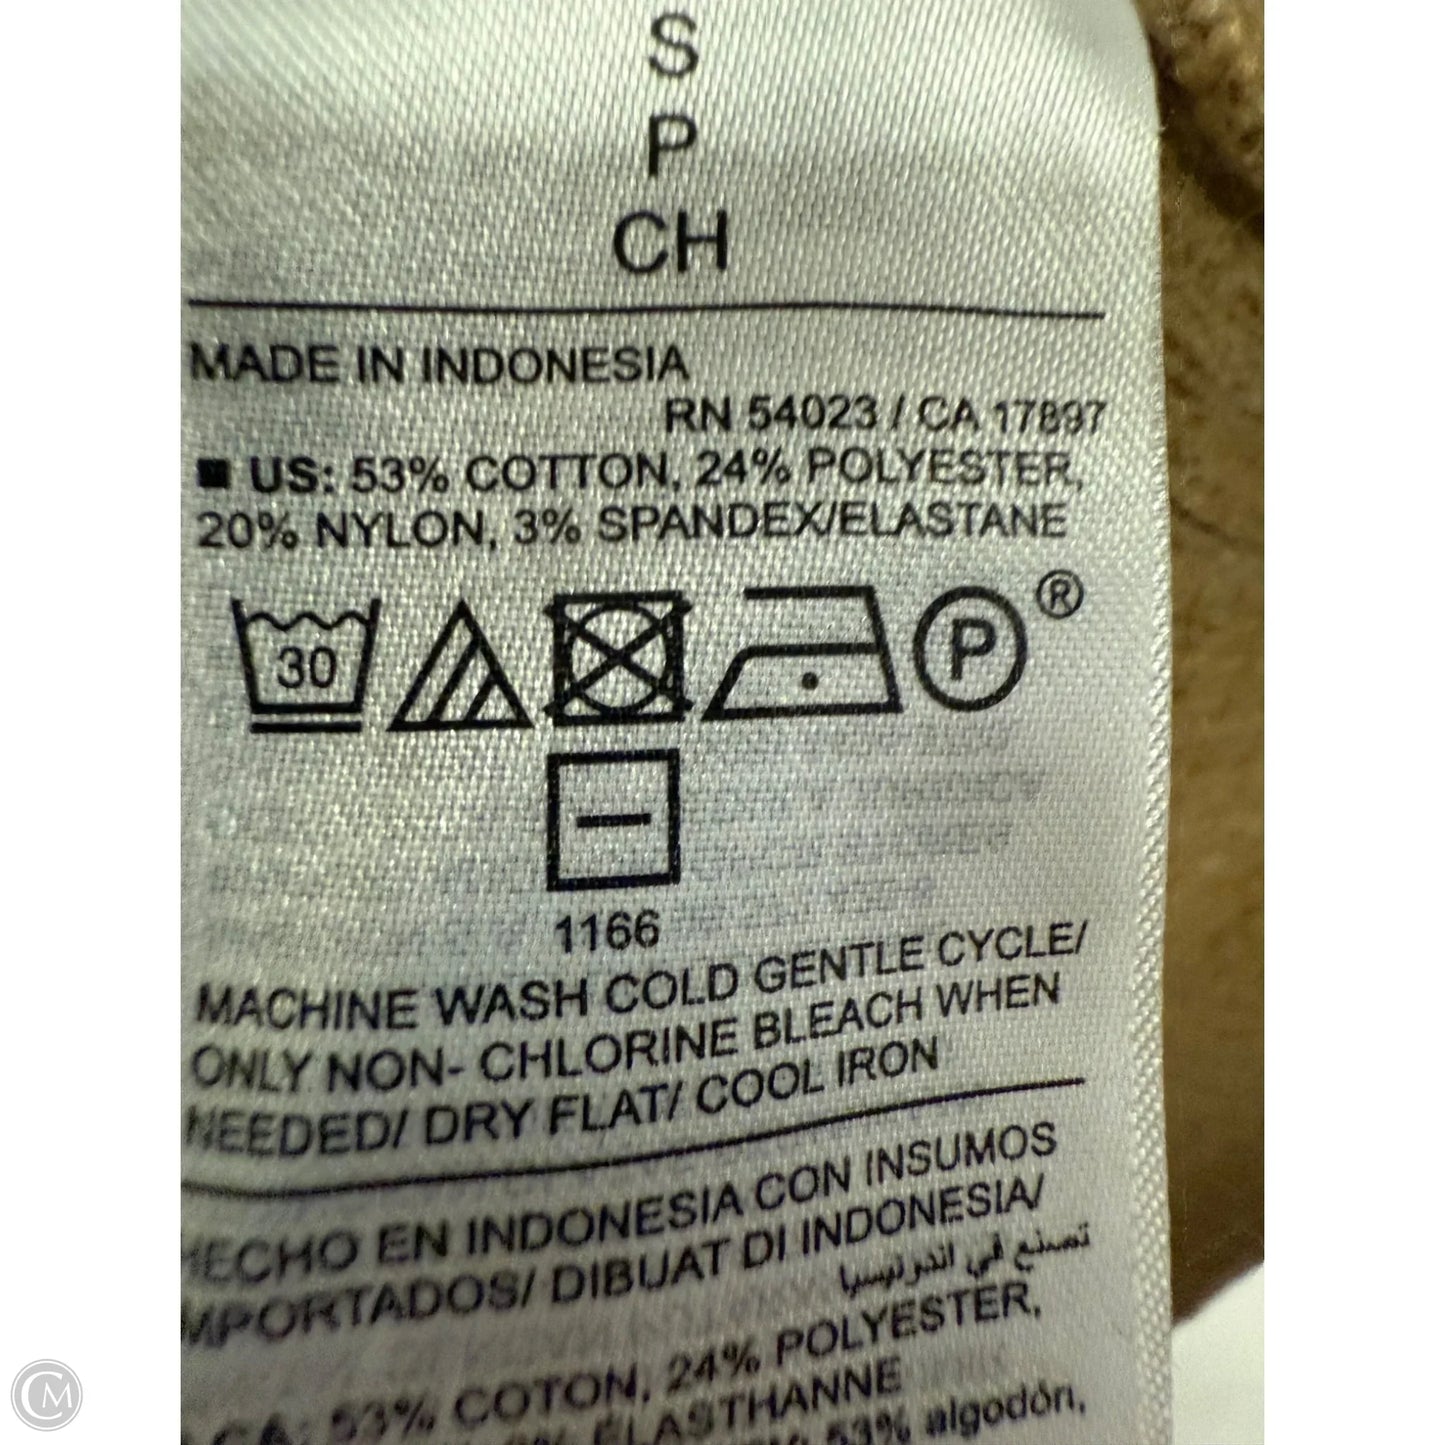 S
P
CH
MADE IN INDONESIA
RN 54023 / CA 17897
■ US: 53% COTTON, 24% POLYESTER,
20% NYLON, 3% SPANDEX/ELASTANE
30
P
®
1166
MACHINE WASH COLD GENTLE CYCLE/
ONLY NON- CHLORINE BLEACH WHEN
NEEDED/ DRY FLAT/ COOL IRON
HECHO EN INDONESIA CON INSUMOS
IMPORTADOS/ DIBUAT DI INDONESIA/
تصنع في اندونيسيا
CA: 53% COTON, 24% POLYESTER,
ELASTHANNE
53% algodón,
CM